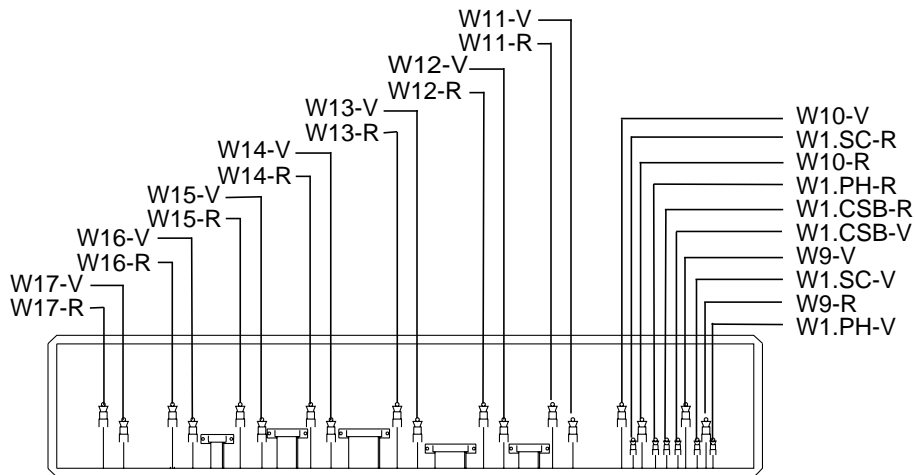 W11-V
W11-R
W12-V
W12-R
W13-V
W13-R
W14-V
W14-R
W15-V
W15-R
W16-V
W16-R
W17-V
W17-R
W10-V
W1.SC-R
W10-R
W1.PH-R
W1.CSB-R
W1.CSB-V
W9-V
W1.SC-V
W9-R
W1.PH-V